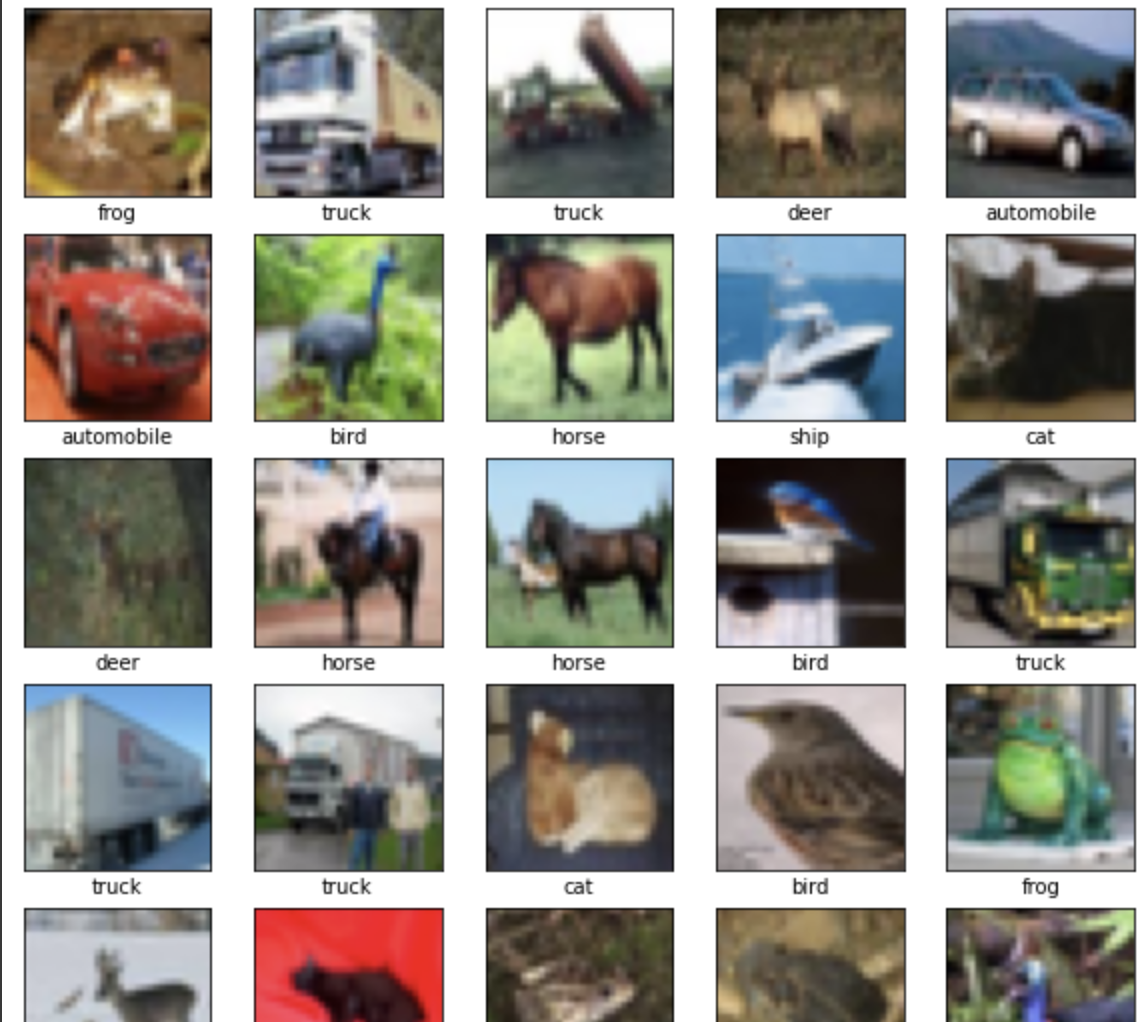 frog truck truck deer automobile
automobile bird horse ship cat
deer horse horse bird truck
truck truck cat bird frog